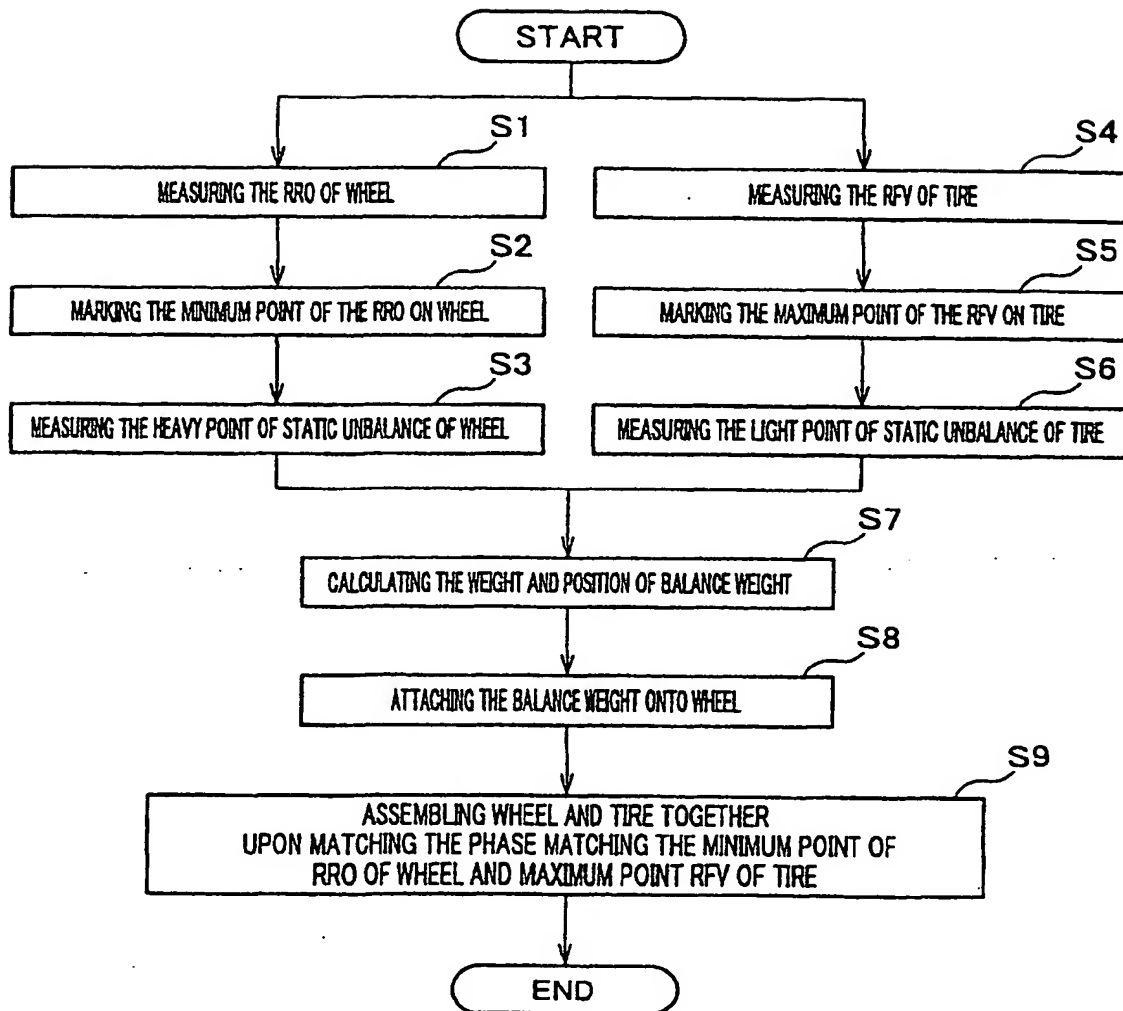 START
S1
MEASURING THE RRO OF WHEEL
S2
MARKING THE MINIMUM POINT OF THE RRO ON WHEEL
S3
MEASURING THE HEAVY POINT OF STATIC UNBALANCE OF WHEEL
S4
MEASURING THE RFV OF TIRE
S5
MARKING THE MAXIMUM POINT OF THE RFV ON TIRE
S6
MEASURING THE LIGHT POINT OF STATIC UNBALANCE OF TIRE
S7
CALCULATING THE WEIGHT AND POSITION OF BALANCE WEIGHT
S8
ATTACHING THE BALANCE WEIGHT ONTO WHEEL
S9
ASSEMBLING WHEEL AND TIRE TOGETHER
UPON MATCHING THE PHASE MATCHING THE MINIMUM POINT OF
RRO OF WHEEL AND MAXIMUM POINT RFV OF TIRE
END